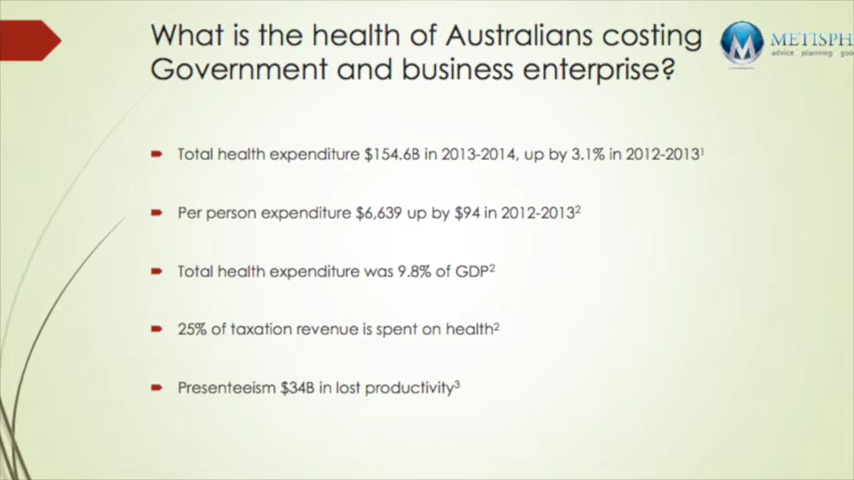 What is the health of Australians costing
Government and business enterprise?
METISPH
advice planning goo
Total health expenditure $154.6B in 2013-2014, up by 3.1% in 2012-2013¹
Per person expenditure $6,639 up by $94 in 2012-2013²
Total health expenditure was 9.8% of GDP²
25% of taxation revenue is spent on health²
Presenteeism $34B in lost productivity³